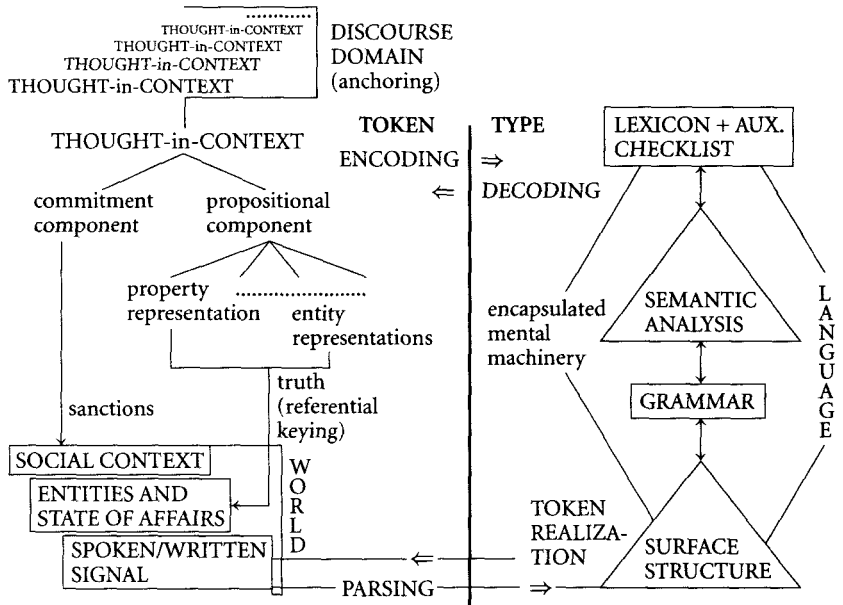 THOUGHT-in-CONTEXT
THOUGHT-in-CONTEXT
THOUGHT-in-CONTEXT
THOUGHT-in-CONTEXT
DISCOURSE
DOMAIN
(anchoring)
THOUGHT-in-CONTEXT
commitment
component
propositional
component
property
representation
entity
representations
truth
(referential
keying)
sanctions
SOCIAL CONTEXT
ENTITIES AND
STATE OF AFFAIRS
SPOKEN/WRITTEN
SIGNAL
WORLD
TOKEN
TYPE
ENCODING ⇒
⇐ DECODING
LEXICON + AUX.
CHECKLIST
SEMANTIC
ANALYSIS
encapsulated
mental
machinery
GRAMMAR
LANGUAGE
SURFACE
STRUCTURE
TOKEN
REALIZA-
TION
⇐
PARSING ⇒